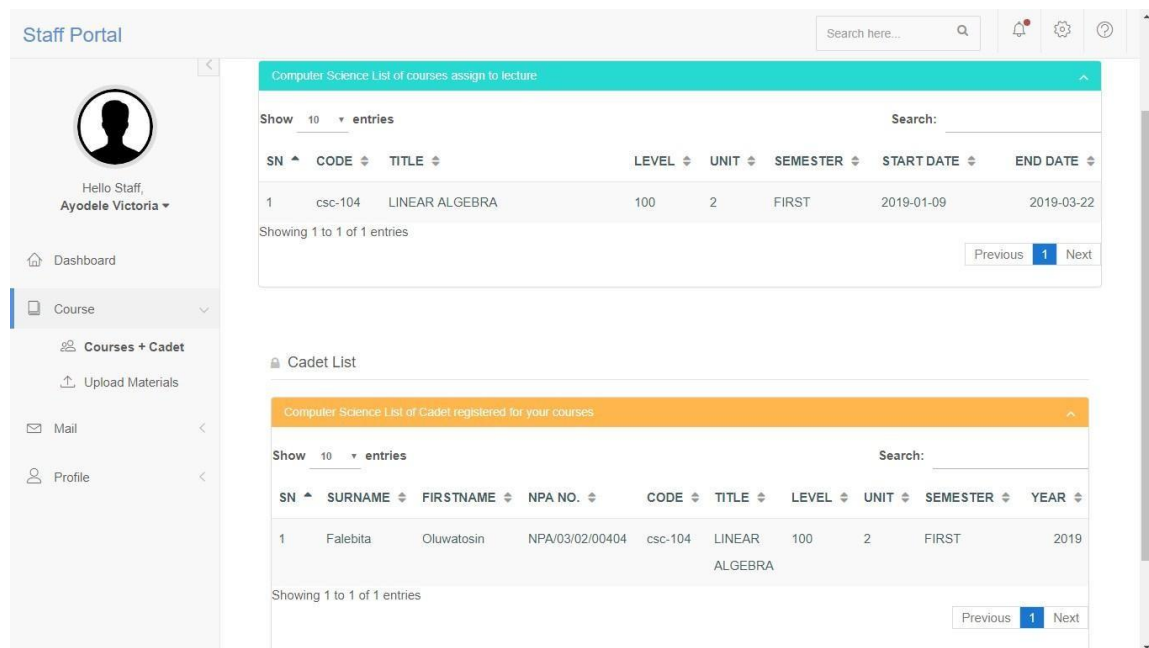 Staff Portal
Search here...
Hello Staff,
Ayodele Victoria
Dashboard
Course
Courses + Cadet
Upload Materials
Mail
Profile
Computer Science List of courses assign to lecture
Show 10 entries Search:
SN CODE TITLE LEVEL UNIT SEMESTER START DATE END DATE
1 csc-104 LINEAR ALGEBRA 100 2 FIRST 2019-01-09 2019-03-22
Showing 1 to 1 of 1 entries
Previous 1 Next
Cadet List
Computer Science List of Cadet registered for your courses
Show 10 entries Search:
SN SURNAME FIRSTNAME NPA NO. CODE TITLE LEVEL UNIT SEMESTER YEAR
1 Falebita Oluwatosin NPA/03/02/00404 csc-104 LINEAR 100 2 FIRST 2019
ALGEBRA
Showing 1 to 1 of 1 entries
Previous 1 Next